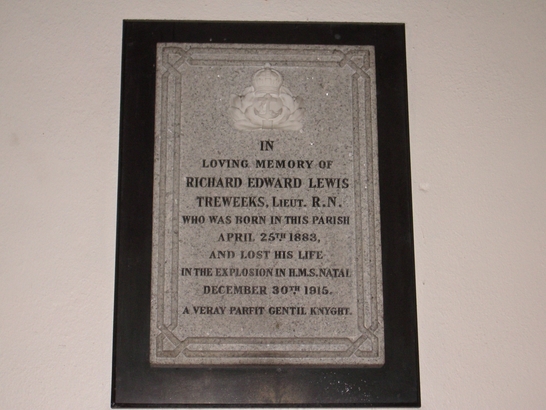 IN
LOVING MEMORY OF
RICHARD EDWARD LEWIS
TREWEEKS, LIEUT. R.N.
WHO WAS BORN IN THIS PARISH
APRIL 25TH 1883,
AND LOST HIS LIFE
IN THE EXPLOSION IN H.M.S. NATAL
DECEMBER 30TH 1915.
A VERAY PARFIT GENTIL KNYGHT.